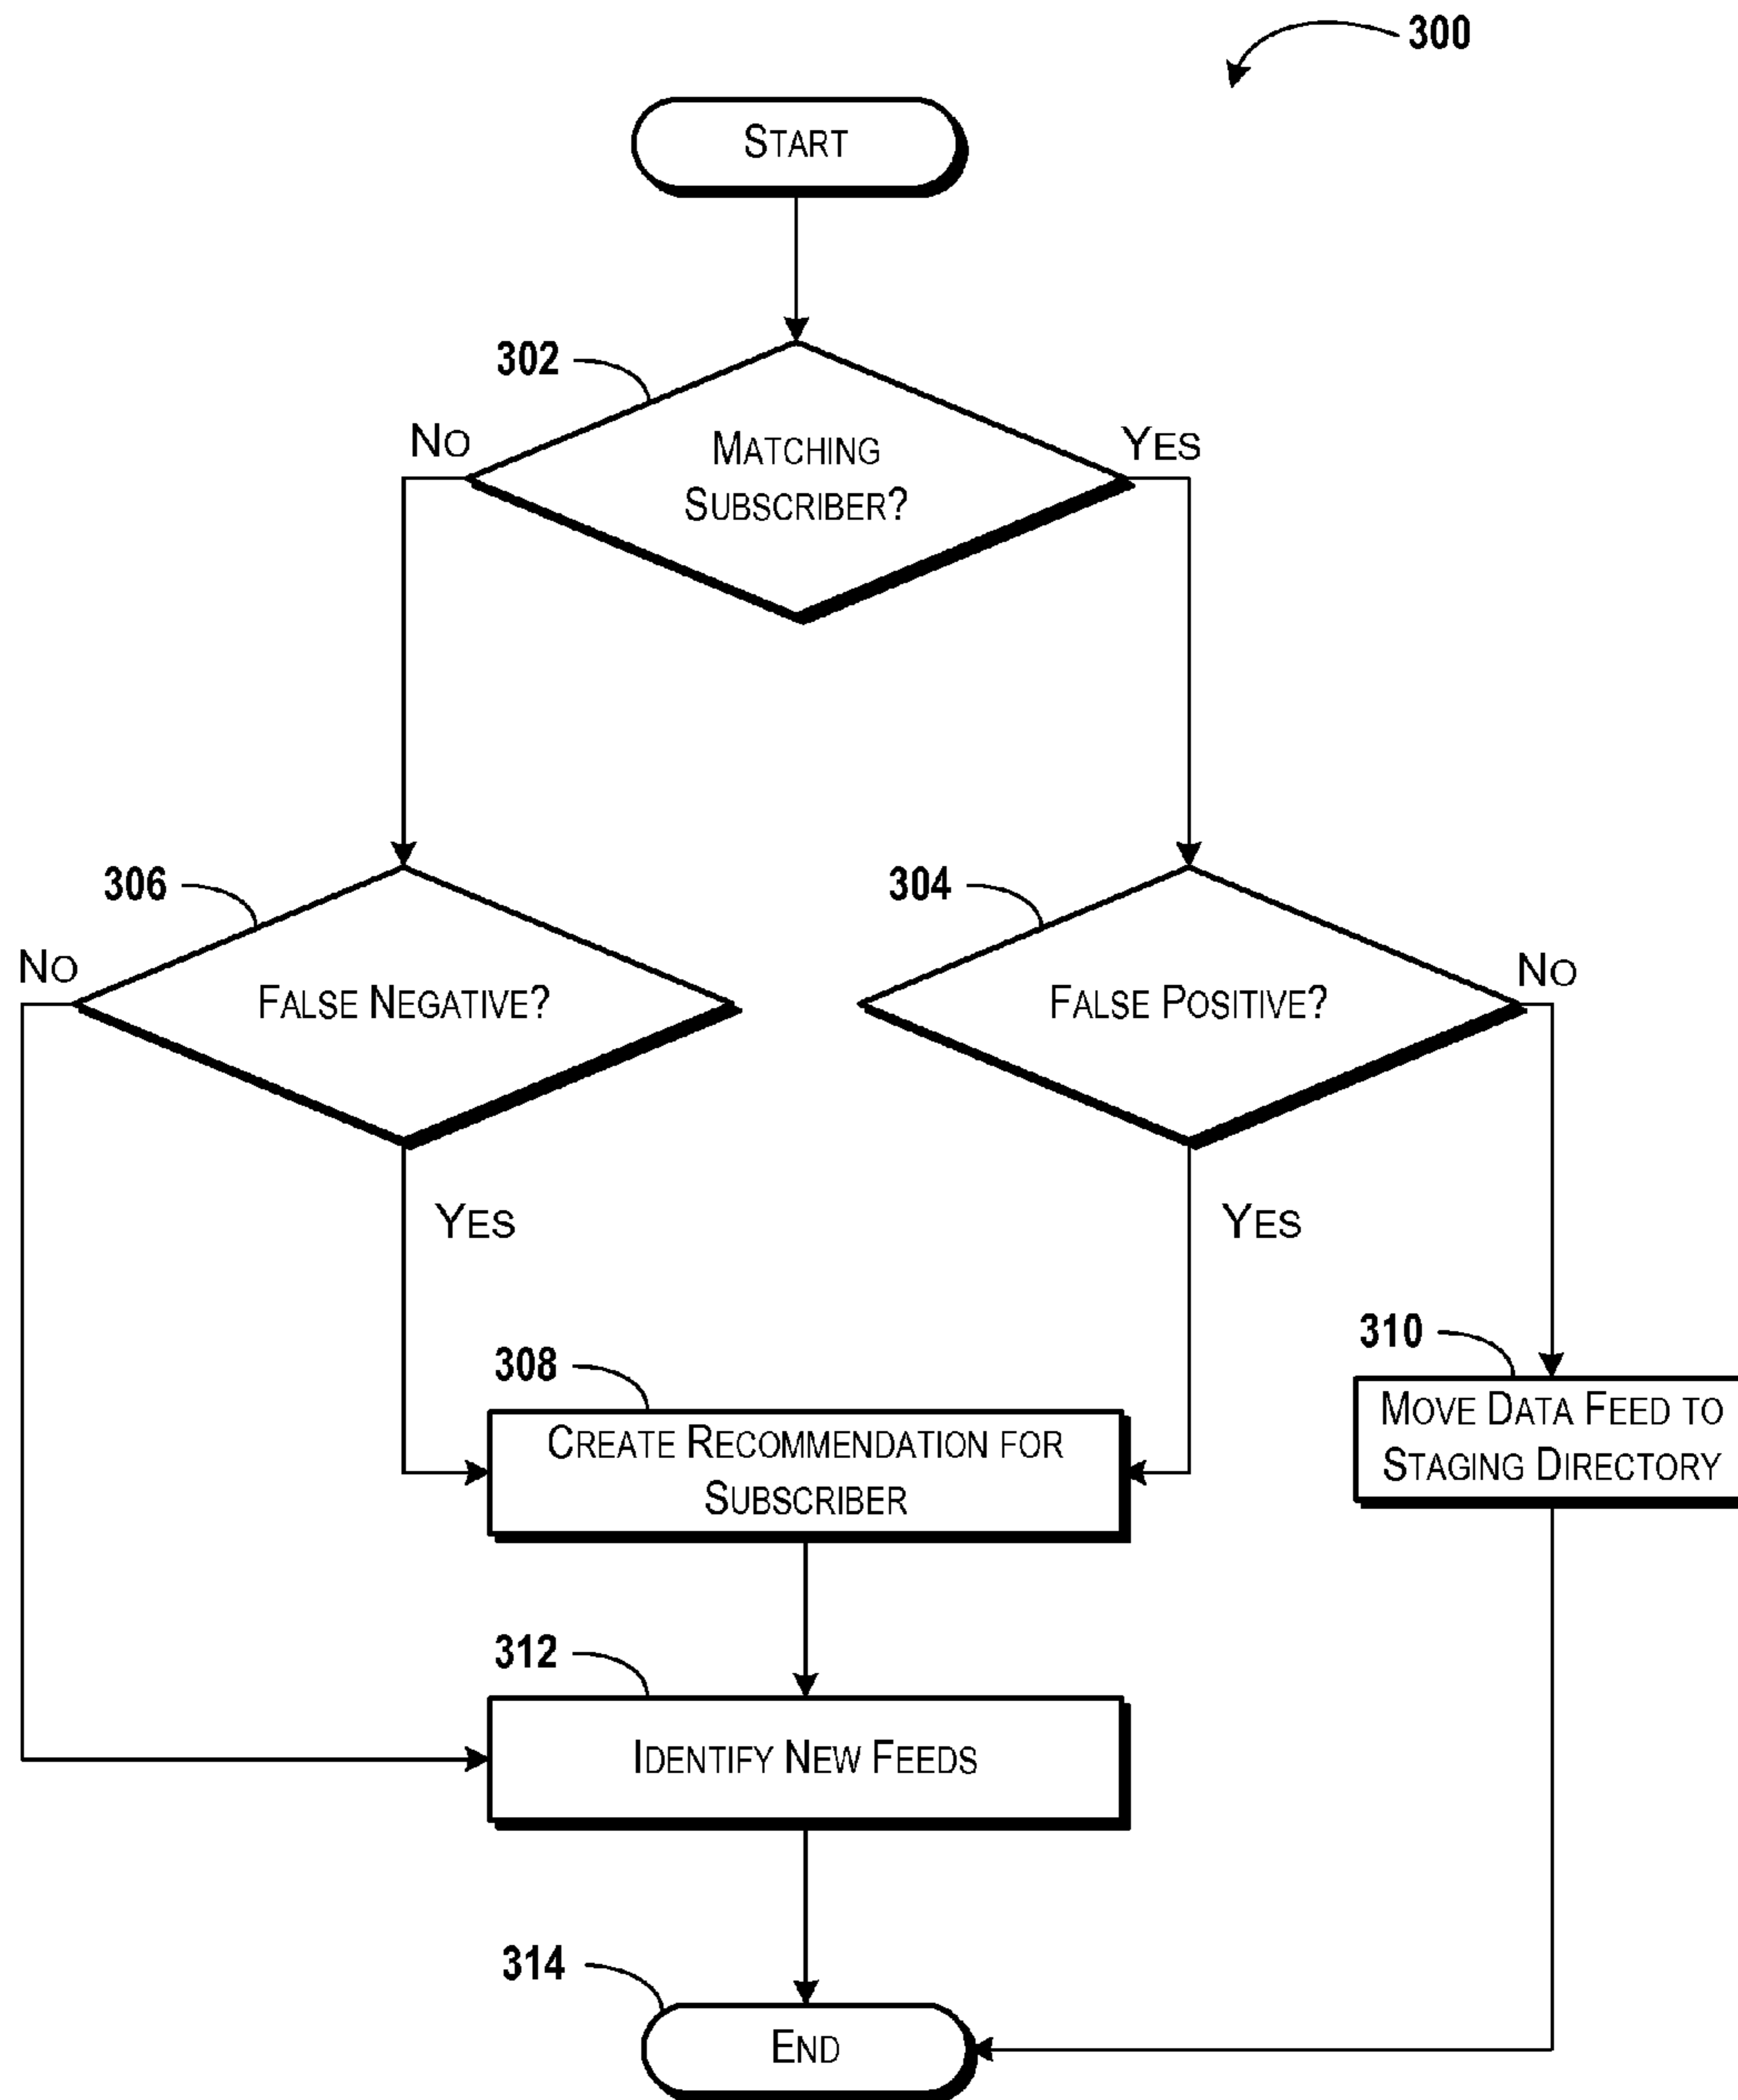 300
START
302
NO
YES
MATCHING
SUBSCRIBER?
306
304
NO
FALSE NEGATIVE?
FALSE POSITIVE?
NO
YES
YES
308
310
CREATE RECOMMENDATION FOR
SUBSCRIBER
MOVE DATA FEED TO
STAGING DIRECTORY
312
IDENTIFY NEW FEEDS
314
END